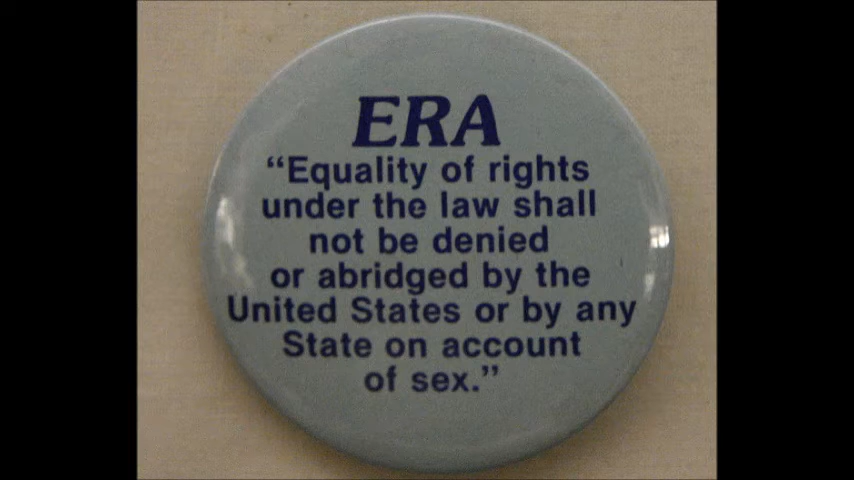 ERA
“Equality of rights
under the law shall
not be denied
or abridged by the
United States or by any
State on account
of sex.”